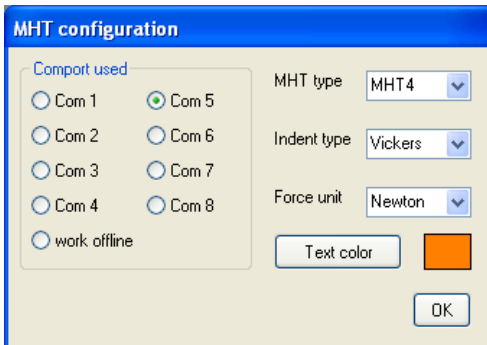 MHT configuration
Comport used
Com 1
Com 5
Com 2
Com 6
Com 3
Com 7
Com 4
Com 8
work offline
MHT type
MHT4
Indent type
Vickers
Force unit
Newton
Text color
OK